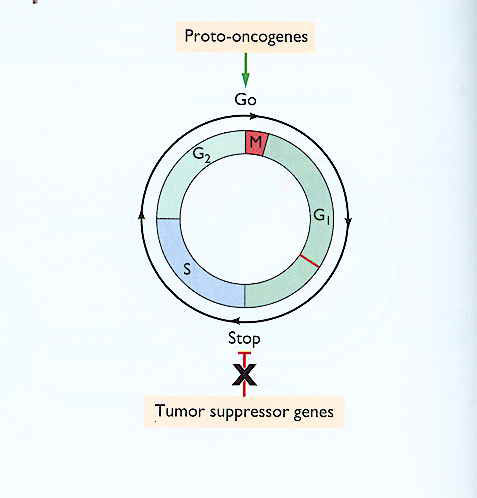 Proto-oncogenes
Go
M
G2
G1
S
Stop
X
Tumor suppressor genes